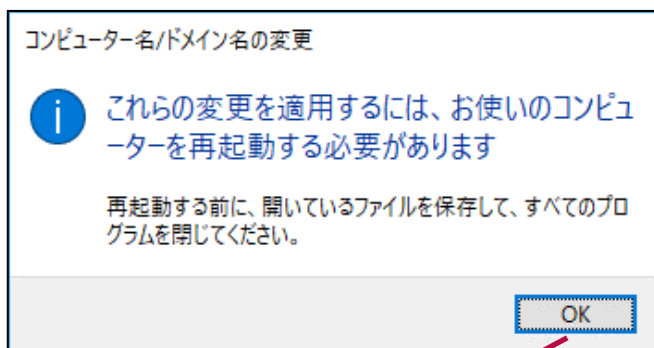 コンピューター名/ドメイン名の変更
これらの変更を適用するには、お使いのコンピュ
ーターを再起動する必要があります
再起動する前に、開いているファイルを保存して、すべてのプロ
グラムを閉じてください。
OK